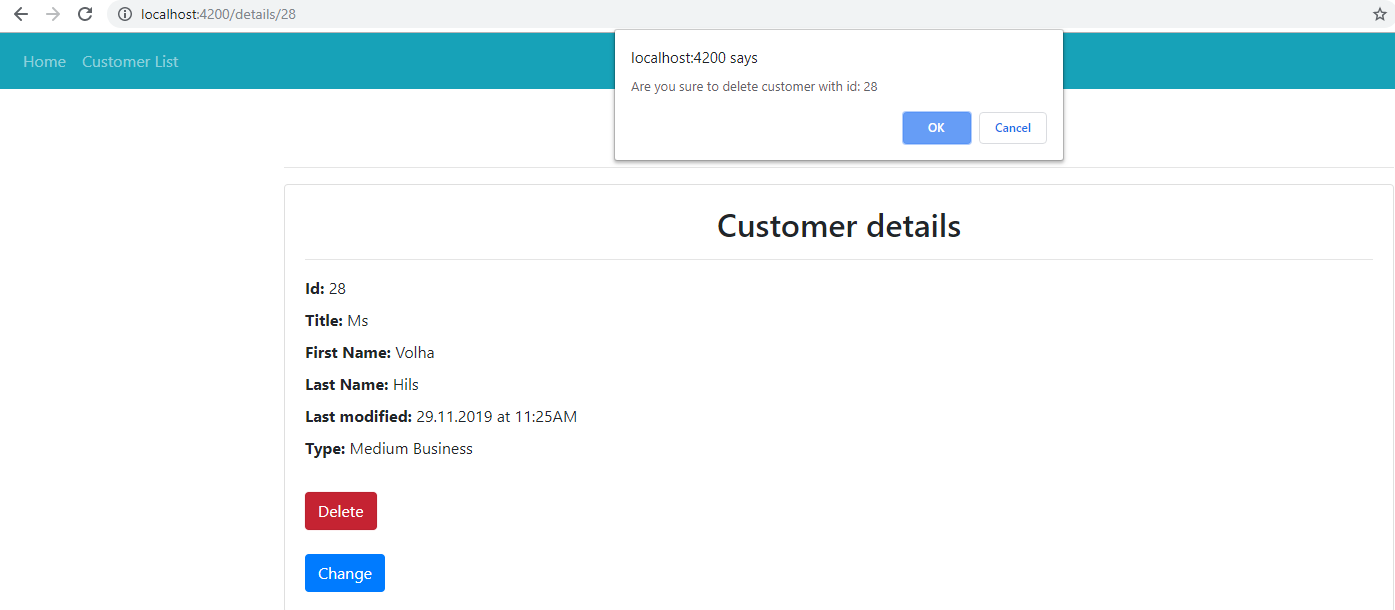 localhost:4200/details/28
Home Customer List
localhost:4200 says
Are you sure to delete customer with id: 28
OK Cancel
Customer details
Id: 28
Title: Ms
First Name: Volha
Last Name: Hils
Last modified: 29.11.2019 at 11:25AM
Type: Medium Business
Delete
Change